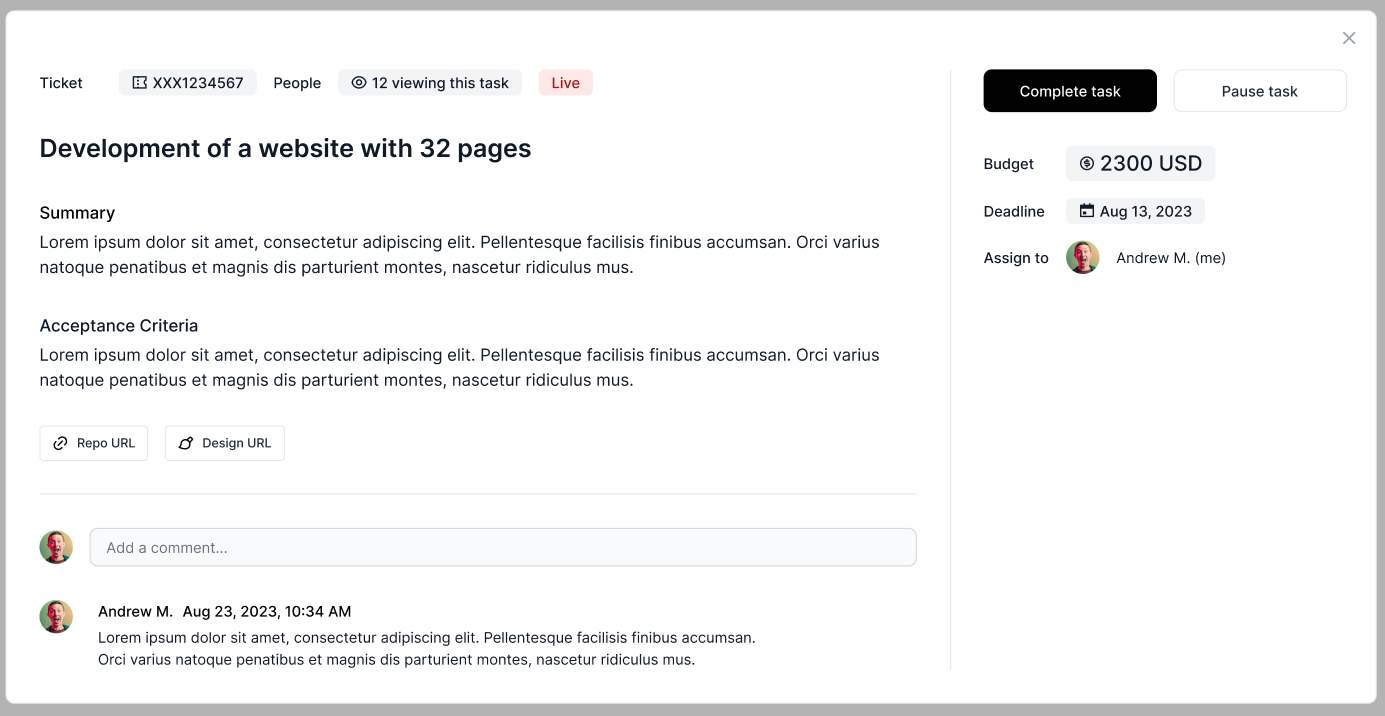 Ticket XXX1234567 People 12 viewing this task Live
Development of a website with 32 pages
Summary
Lorem ipsum dolor sit amet, consectetur adipiscing elit. Pellentesque facilisis finibus accumsan. Orci varius
natoque penatibus et magnis dis parturient montes, nascetur ridiculus mus.
Acceptance Criteria
Lorem ipsum dolor sit amet, consectetur adipiscing elit. Pellentesque facilisis finibus accumsan. Orci varius
natoque penatibus et magnis dis parturient montes, nascetur ridiculus mus.
Repo URL Design URL
Add a comment...
Andrew M. Aug 23, 2023, 10:34 AM
Lorem ipsum dolor sit amet, consectetur adipiscing elit. Pellentesque facilisis finibus accumsan.
Orci varius natoque penatibus et magnis dis parturient montes, nascetur ridiculus mus.
Complete task Pause task
Budget 2300 USD
Deadline Aug 13, 2023
Assign to Andrew M. (me)